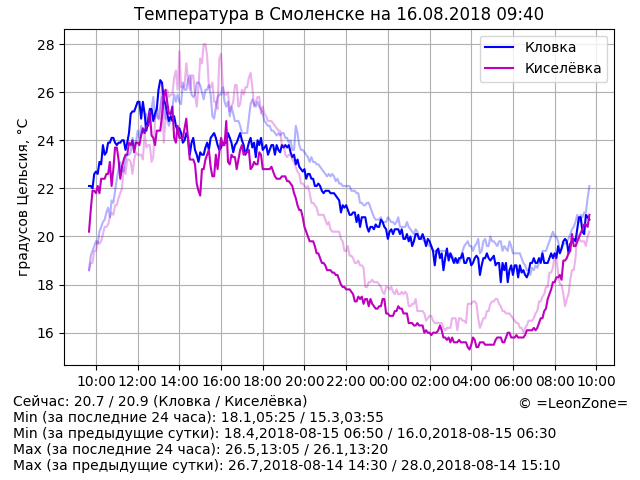 Температура в Смоленске на 16.08.2018 09:40
градусов Цельсия, °C
28
26
24
22
20
18
16
Кловка
Киселёвка
10:00 12:00 14:00 16:00 18:00 20:00 22:00 00:00 02:00 04:00 06:00 08:00 10:00
Сейчас: 20.7 / 20.9 (Кловка / Киселёвка)
© =LeonZone=
Min (за последние 24 часа): 18.1,05:25 / 15.3,03:55
Min (за предыдущие сутки): 18.4,2018-08-15 06:50 / 16.0,2018-08-15 06:30
Max (за последние 24 часа): 26.5,13:05 / 26.1,13:20
Max (за предыдущие сутки): 26.7,2018-08-14 14:30 / 28.0,2018-08-14 15:10